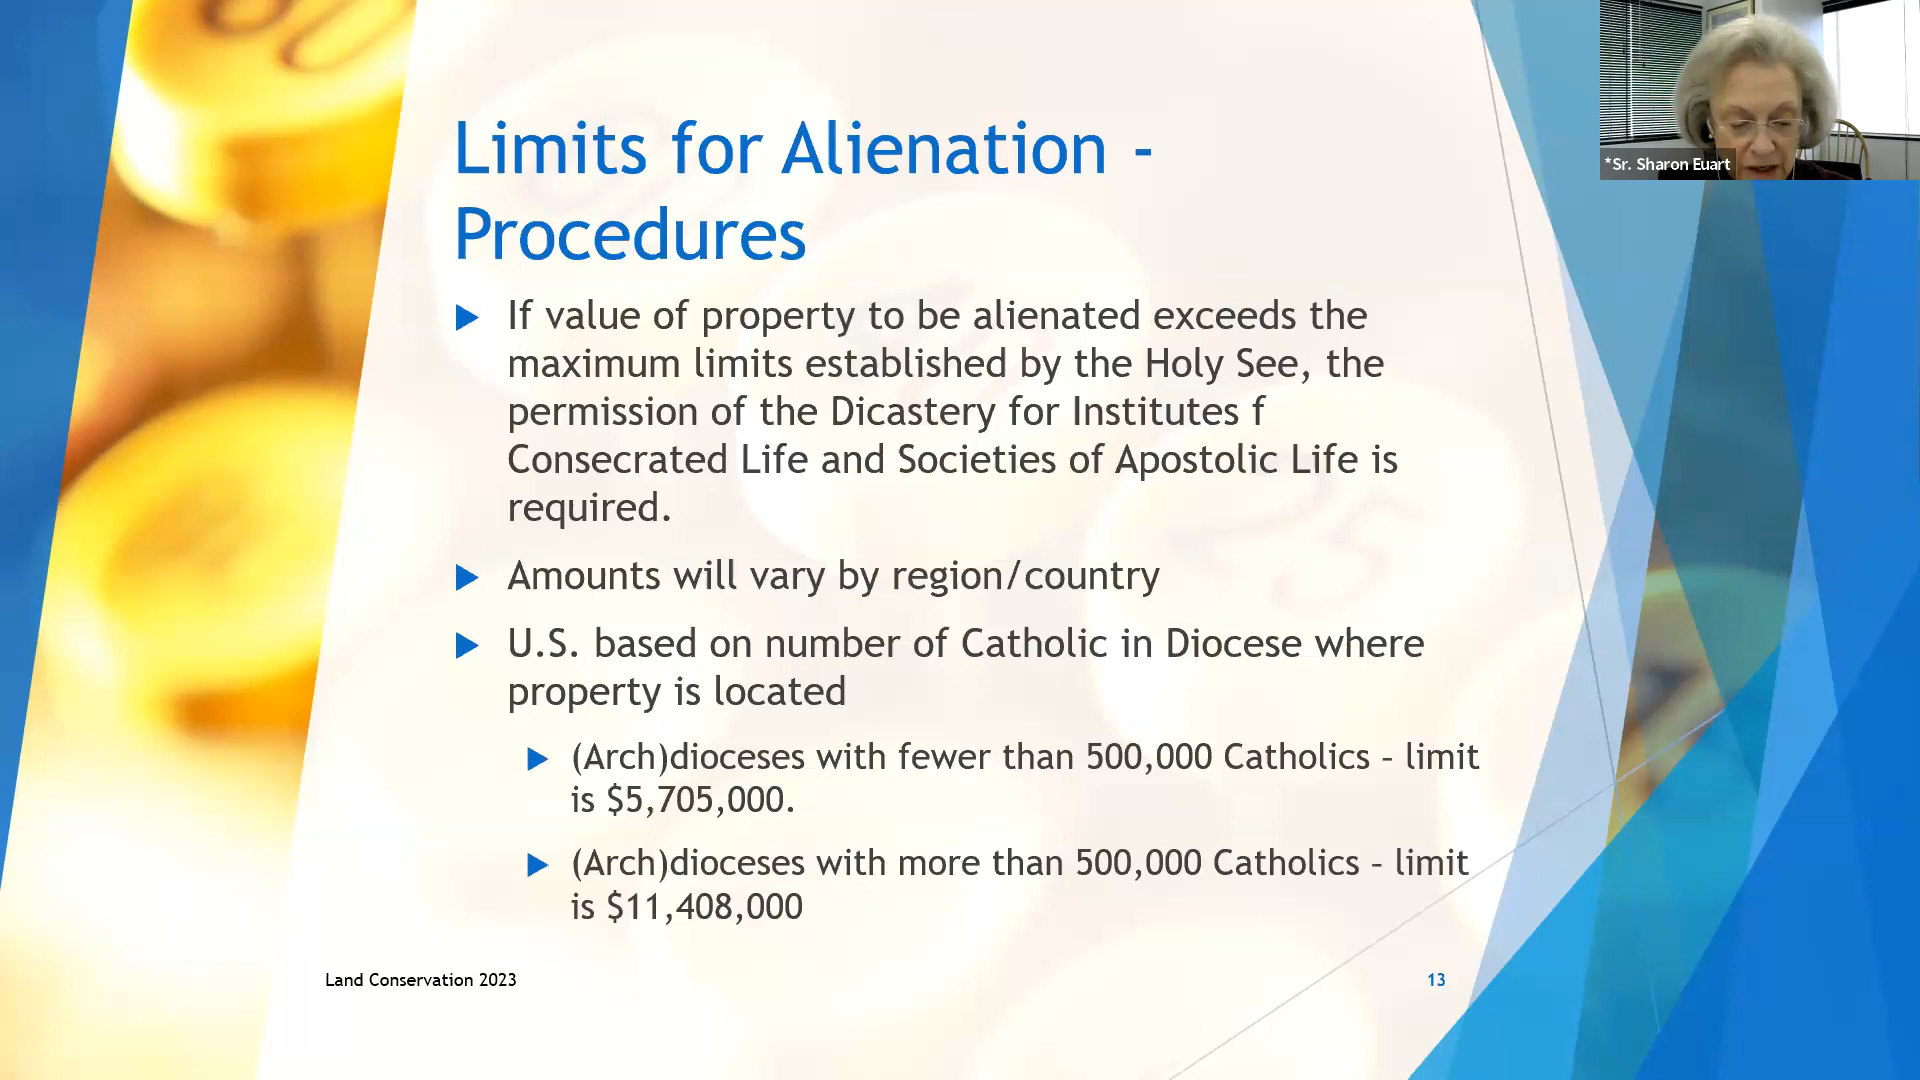 Limits for Alienation -
Procedures
If value of property to be alienated exceeds the
maximum limits established by the Holy See, the
permission of the Dicastery for Institutes f
Consecrated Life and Societies of Apostolic Life is
required.
Amounts will vary by region/country
U.S. based on number of Catholic in Diocese where
property is located
(Arch)dioceses with fewer than 500,000 Catholics – limit
is $5,705,000.
(Arch)dioceses with more than 500,000 Catholics – limit
is $11,408,000
Land Conservation 2023
13
*Sr. Sharon Euart